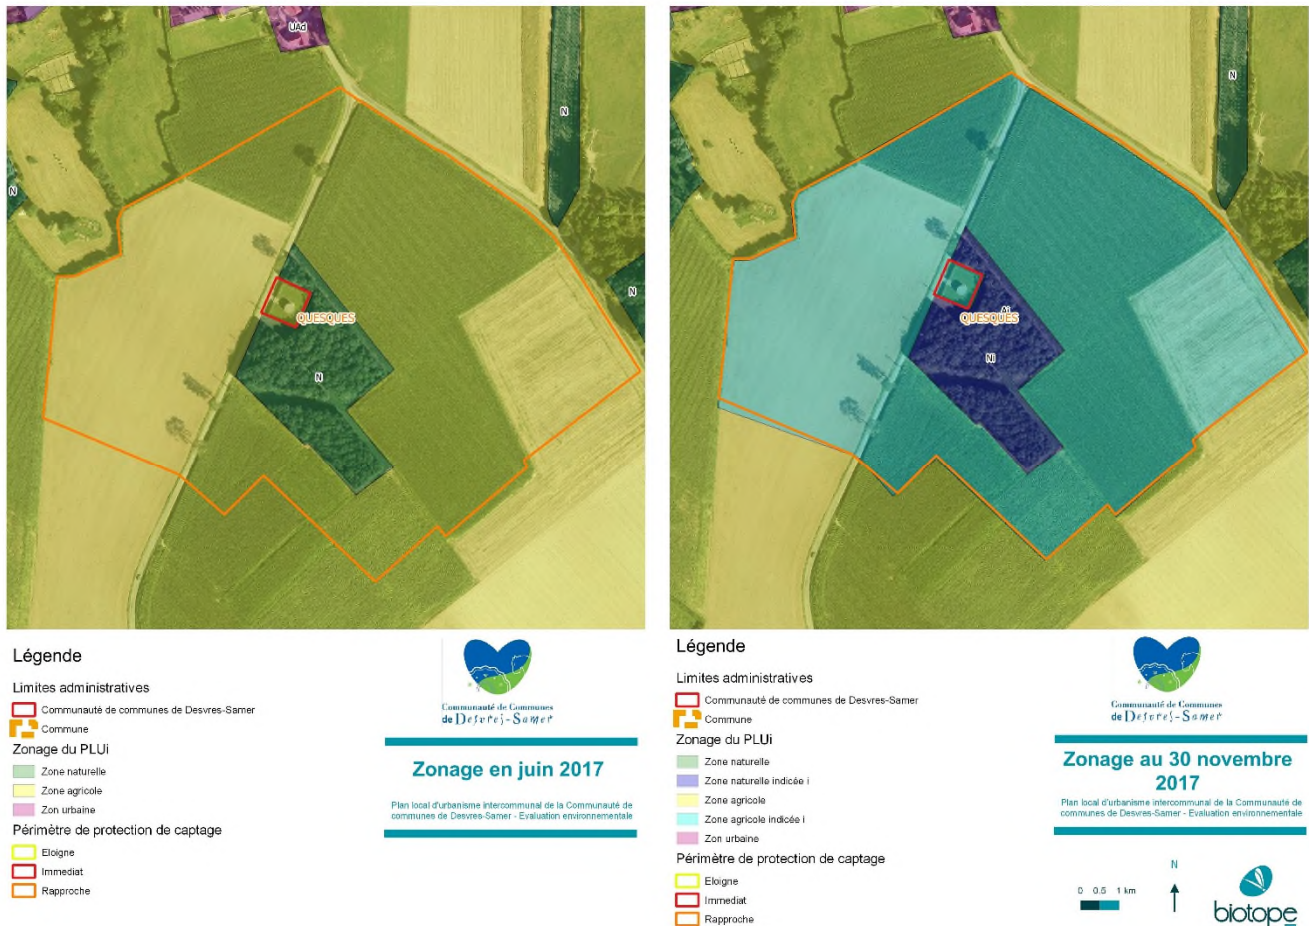 UAd
N
N
N
QUESQUES
N
Légende
Limites administratives
Communauté de communes de Desvres-Samer
Commune
Zonage du PLUi
Zone naturelle
Zone agricole
Zon urbaine
Périmètre de protection de captage
Eloigne
Immediat
Rapproche
Communauté de Communes
de Desvres-Samer
Zonage en juin 2017
Plan local d'urbanisme intercommunal de la Communauté de
communes de Desvres-Samer - Evaluation environnementale
N
N
Ai
QUESQUES
Ni
Légende
Limites administratives
Communauté de communes de Desvres-Samer
Commune
Zonage du PLUi
Zone naturelle
Zone naturelle indicée i
Zone agricole
Zone agricole indicée i
Zon urbaine
Périmètre de protection de captage
Eloigne
Immediat
Rapproche
Communauté de Communes
de Desvres-Samer
Zonage au 30 novembre
2017
Plan local d'urbanisme intercommunal de la Communauté de
communes de Desvres-Samer - Evaluation environnementale
0 0.5 1 km
N
biotope